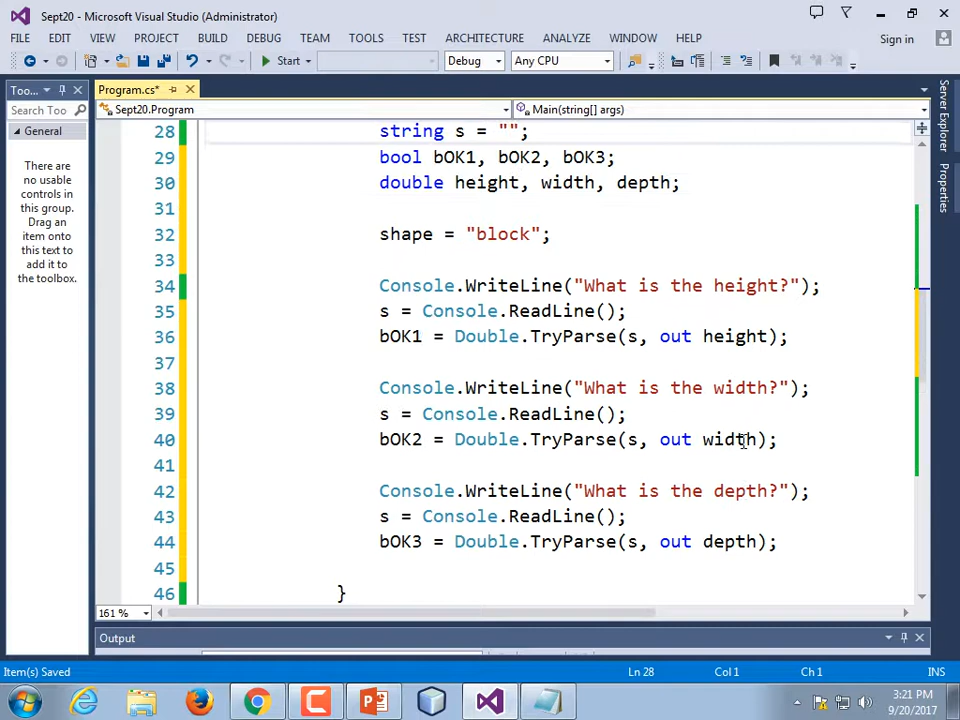 Sept20 - Microsoft Visual Studio (Administrator)
FILE EDIT VIEW PROJECT BUILD DEBUG TEAM TOOLS TEST ARCHITECTURE ANALYZE WINDOW HELP Sign in
Start Debug Any CPU
Too... Program.cs*
Search Too Sept20.Program Main(string[] args)
General
There are
no usable
controls in
this group.
Drag an
item onto
this text to
add it to
the toolbox.
28 string s = "";
29 bool bOK1, bOK2, bOK3;
30 double height, width, depth;
31
32 shape = "block";
33
34 Console.WriteLine("What is the height?");
35 s = Console.ReadLine();
36 bOK1 = Double.TryParse(s, out height);
37
38 Console.WriteLine("What is the width?");
39 s = Console.ReadLine();
40 bOK2 = Double.TryParse(s, out width);
41
42 Console.WriteLine("What is the depth?");
43 s = Console.ReadLine();
44 bOK3 = Double.TryParse(s, out depth);
45
46 }
Server Explorer
Properties
161 %
Output
Item(s) Saved Ln 28 Col 1 Ch 1 INS
3:21 PM
9/20/2017